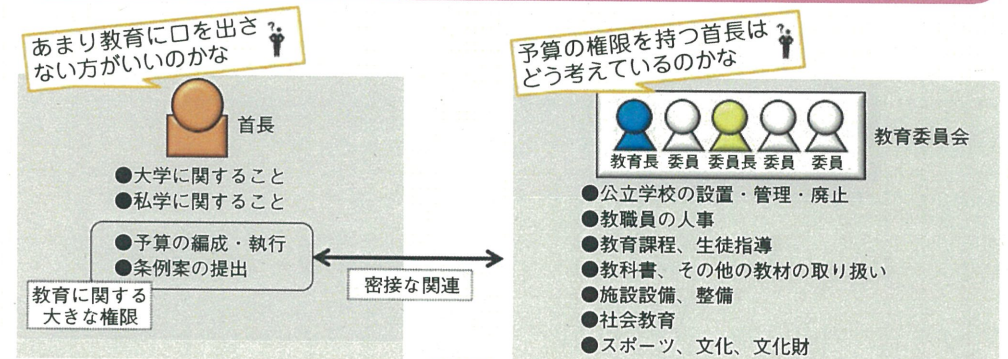 あまり教育に口を出さ
ない方がいいのかな
首長
●大学に関すること
●私学に関すること
●予算の編成・執行
●条例案の提出
教育に関する
大きな権限
密接な関連
予算の権限を持つ首長は
どう考えているのかな
教育長 委員 委員長 委員 委員
教育委員会
●公立学校の設置・管理・廃止
●教職員の人事
●教育課程、生徒指導
●教科書、その他の教材の取り扱い
●施設設備、整備
●社会教育
●スポーツ、文化、文化財